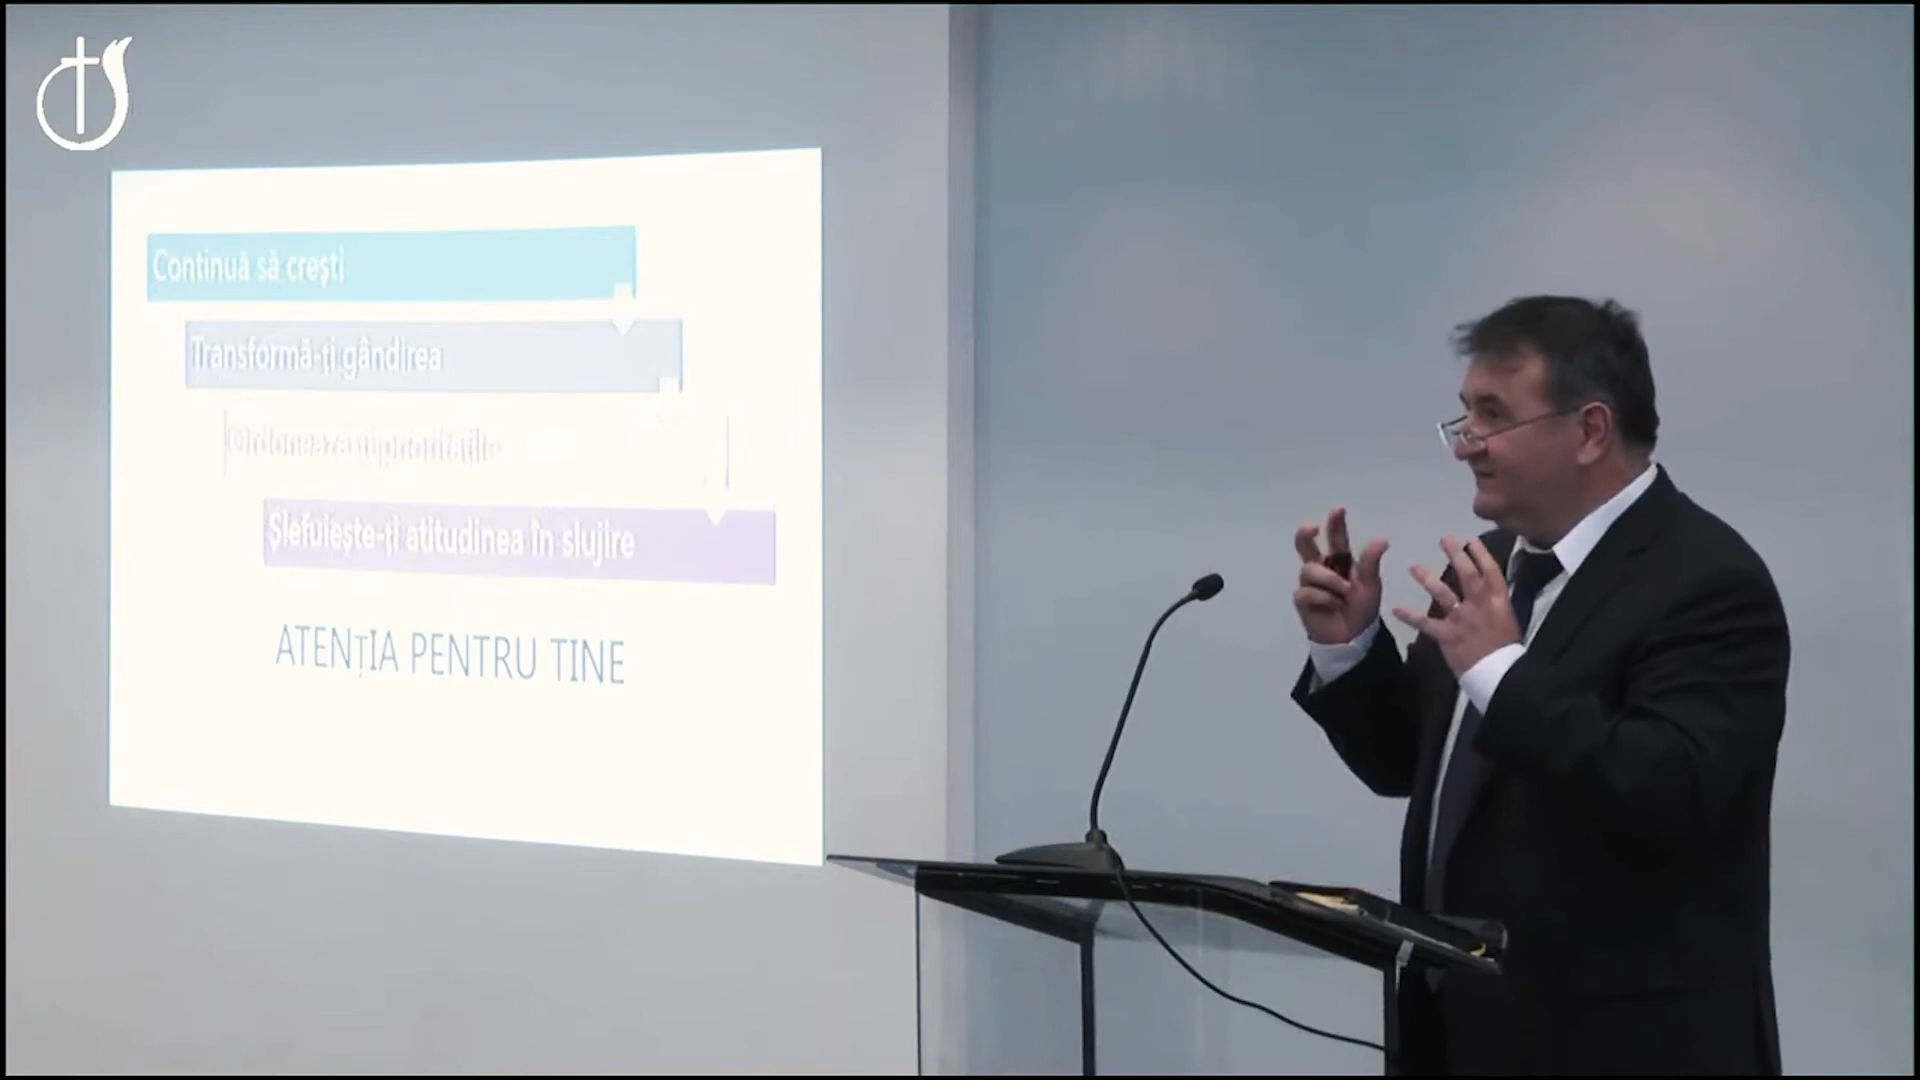 Continuă să crești
Transformă-ți gândirea
Șlefuiește-ți atitudinea în slujire
ATENȚIA PENTRU TINE